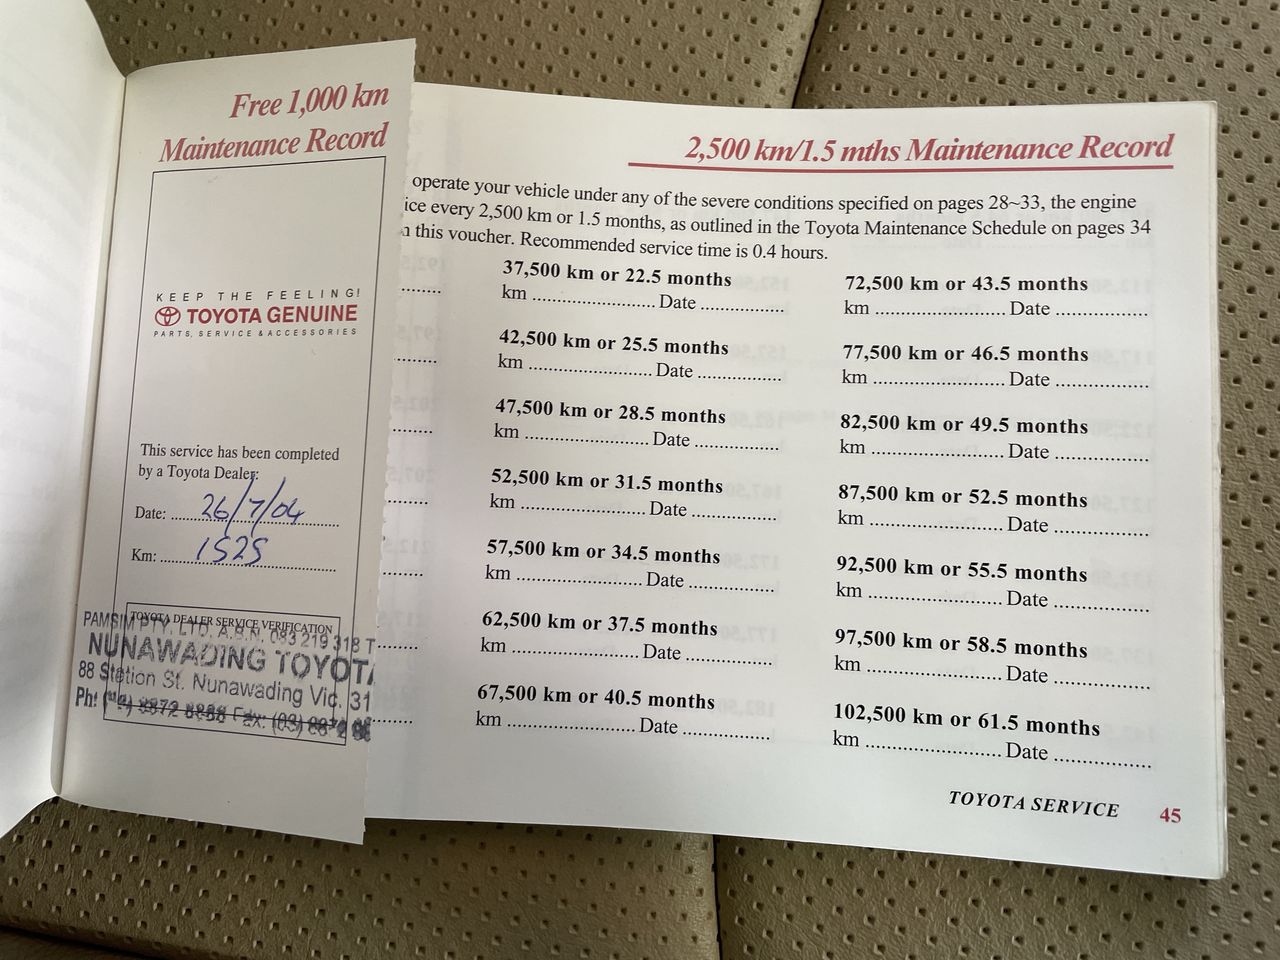 Free 1,000 km
Maintenance Record
KEEP THE FEELING!
TOYOTA GENUINE
PARTS, SERVICE & ACCESSORIES
This service has been completed
by a Toyota Dealer:
Date: 26/7/04
Km: 1525
TOYOTA DEALER SERVICE VERIFICATION
PAMSIM PTY. LTD. A.B.N. 083 219 318 T
NUNAWADING TOYOTA
88 Station St. Nunawading Vic. 31
Ph: Fax: (03)
2,500 km/1.5 mths Maintenance Record
operate your vehicle under any of the severe conditions specified on pages 28~33, the engine
ice every 2,500 km or 1.5 months, as outlined in the Toyota Maintenance Schedule on pages 34
this voucher. Recommended service time is 0.4 hours.
37,500 km or 22.5 months
km ........................ Date ................
42,500 km or 25.5 months
km ........................ Date ................
47,500 km or 28.5 months
km ........................ Date ................
52,500 km or 31.5 months
km ........................ Date ................
57,500 km or 34.5 months
km ........................ Date ................
62,500 km or 37.5 months
km ........................ Date ................
67,500 km or 40.5 months
km ........................ Date ................
72,500 km or 43.5 months
km ........................ Date ................
77,500 km or 46.5 months
km ........................ Date ................
82,500 km or 49.5 months
km ........................ Date ................
87,500 km or 52.5 months
km ........................ Date ................
92,500 km or 55.5 months
km ........................ Date ................
97,500 km or 58.5 months
km ........................ Date ................
102,500 km or 61.5 months
km ........................ Date ................
TOYOTA SERVICE 45